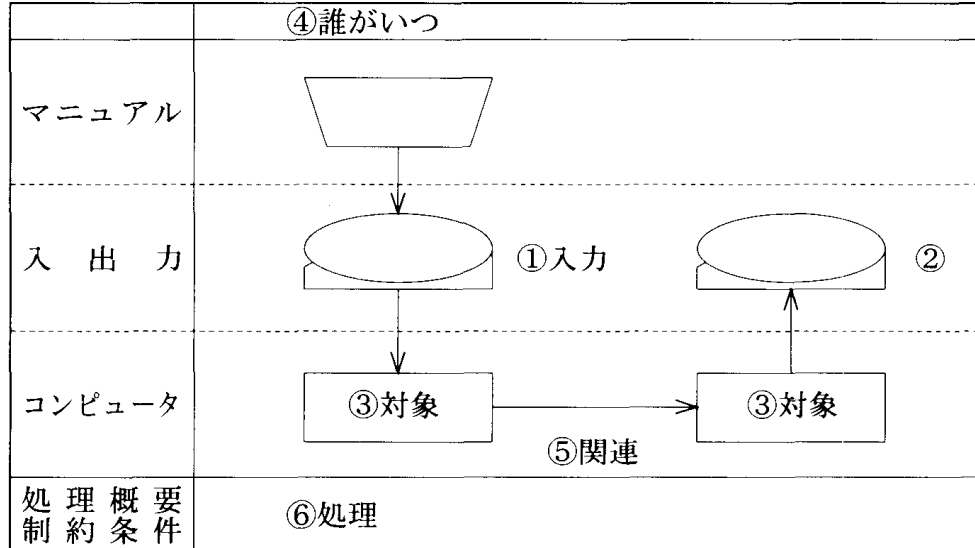 ④誰がいつ
マニュアル
入出力
①入力
②
コンピュータ
③対象
③対象
⑤関連
処理概要
制約条件
⑥処理